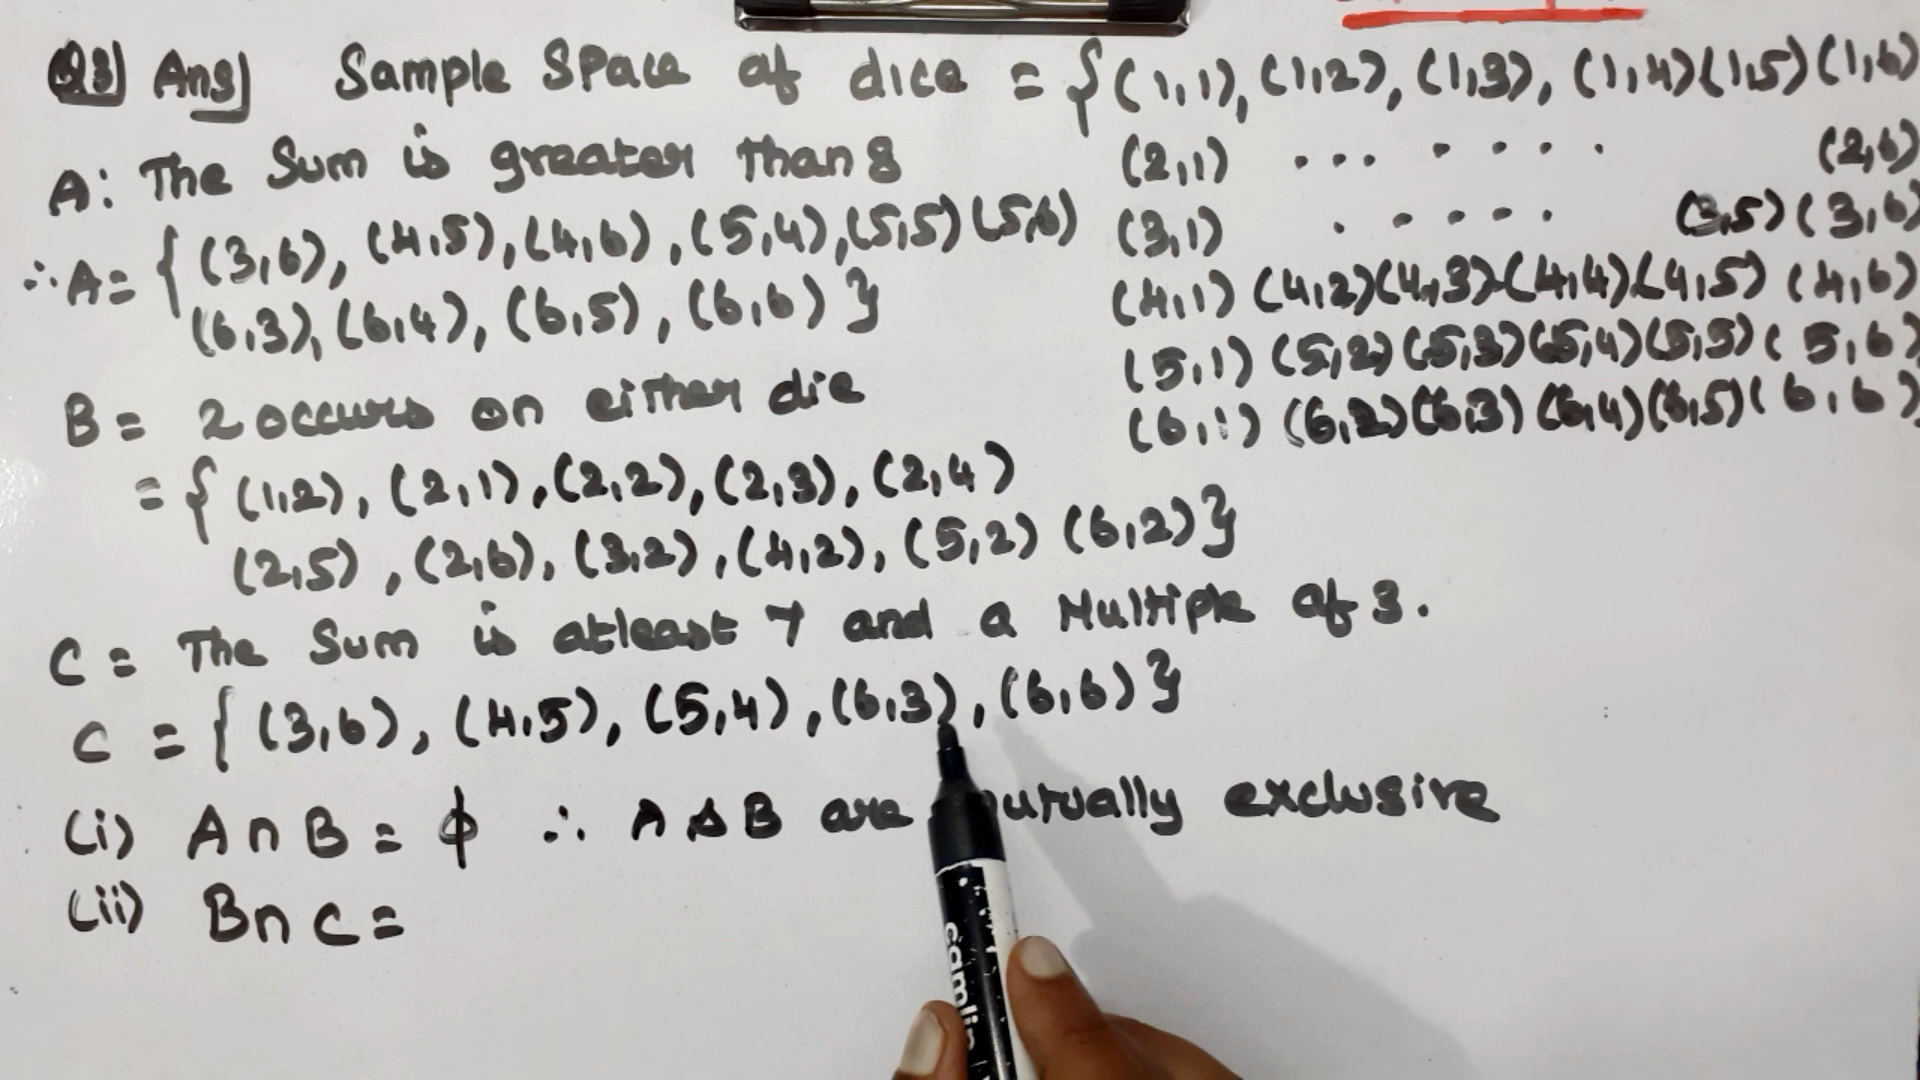 Q3) Ans) Sample Space of dice = {(1,1), (1,2), (1,3), (1,4) (1,5) (1,6)
(2,1) ... . . . . . (2,6)
(3,1) . . . . . (3,5) (3,6)
(4,1) (4,2) (4,3) (4,4) (4,5) (4,6)
(5,1) (5,2) (5,3) (5,4) (5,5) (5,6)
(6,1) (6,2) (6,3) (6,4) (6,5) (6,6)
A: The Sum is greater than 8
∴ A = { (3,6), (4,5), (4,6), (5,4), (5,5) (5,6)
(6,3), (6,4), (6,5), (6,6) }
B = 2 occurs on either die
= { (1,2), (2,1), (2,2), (2,3), (2,4)
(2,5), (2,6), (3,2), (4,2), (5,2) (6,2) }
C = The Sum is atleast 7 and a Multiple of 3.
C = { (3,6), (4,5), (5,4), (6,3), (6,6) }
(i) A ∩ B = ϕ ∴ A & B are mutually exclusive
(ii) B ∩ C =
camlin